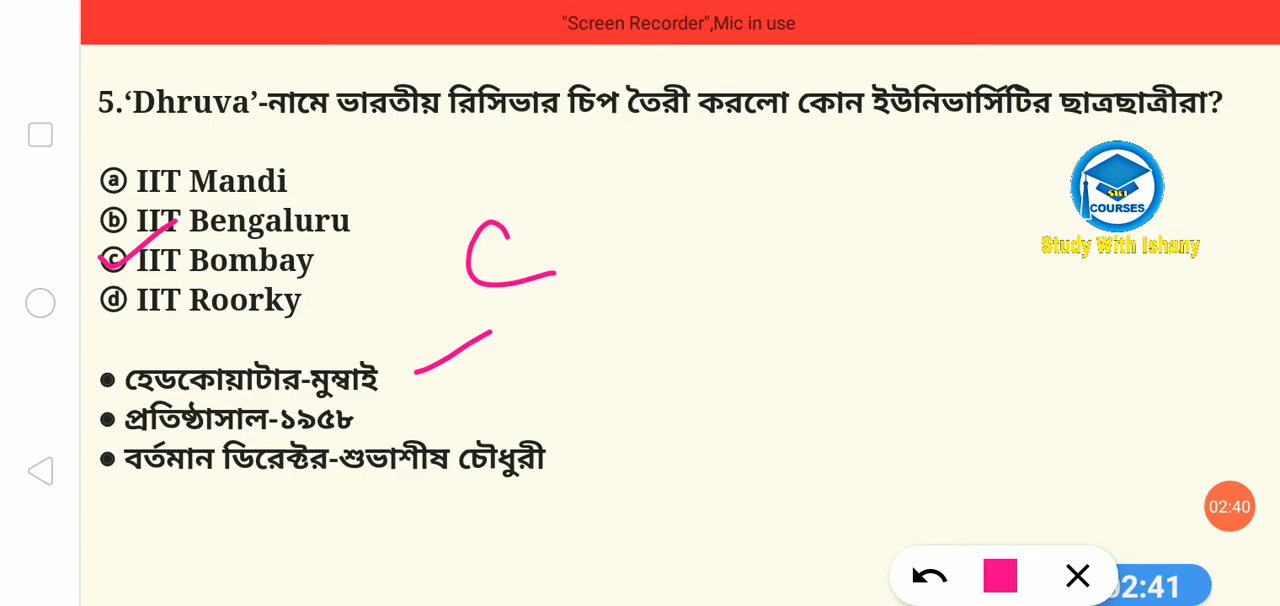 "Screen Recorder",Mic in use
5.‘Dhruva’-নামে ভারতীয় রিসিভার চিপ তৈরী করলো কোন ইউনিভার্সিটির ছাত্রছাত্রীরা?
ⓐ IIT Mandi
ⓑ IIT Bengaluru
ⓒ IIT Bombay
ⓓ IIT Roorky
C
● হেডকোয়াটার-মুম্বাই
● প্রতিষ্ঠাসাল-১৯৫৮
● বর্তমান ডিরেক্টর-শুভাশীষ চৌধুরী
COURSES
Study With Ishany
02:40
02:41